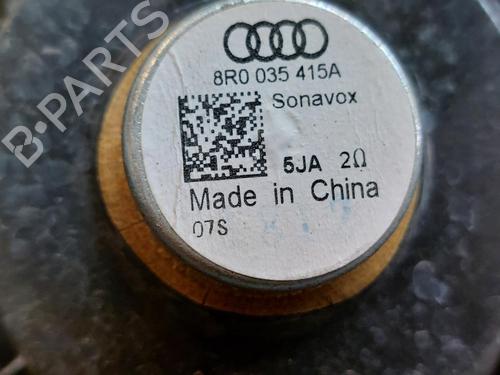 B-PARTS
8R0 035 415A
Sonavox
5JA 2Ω
Made in China
07S